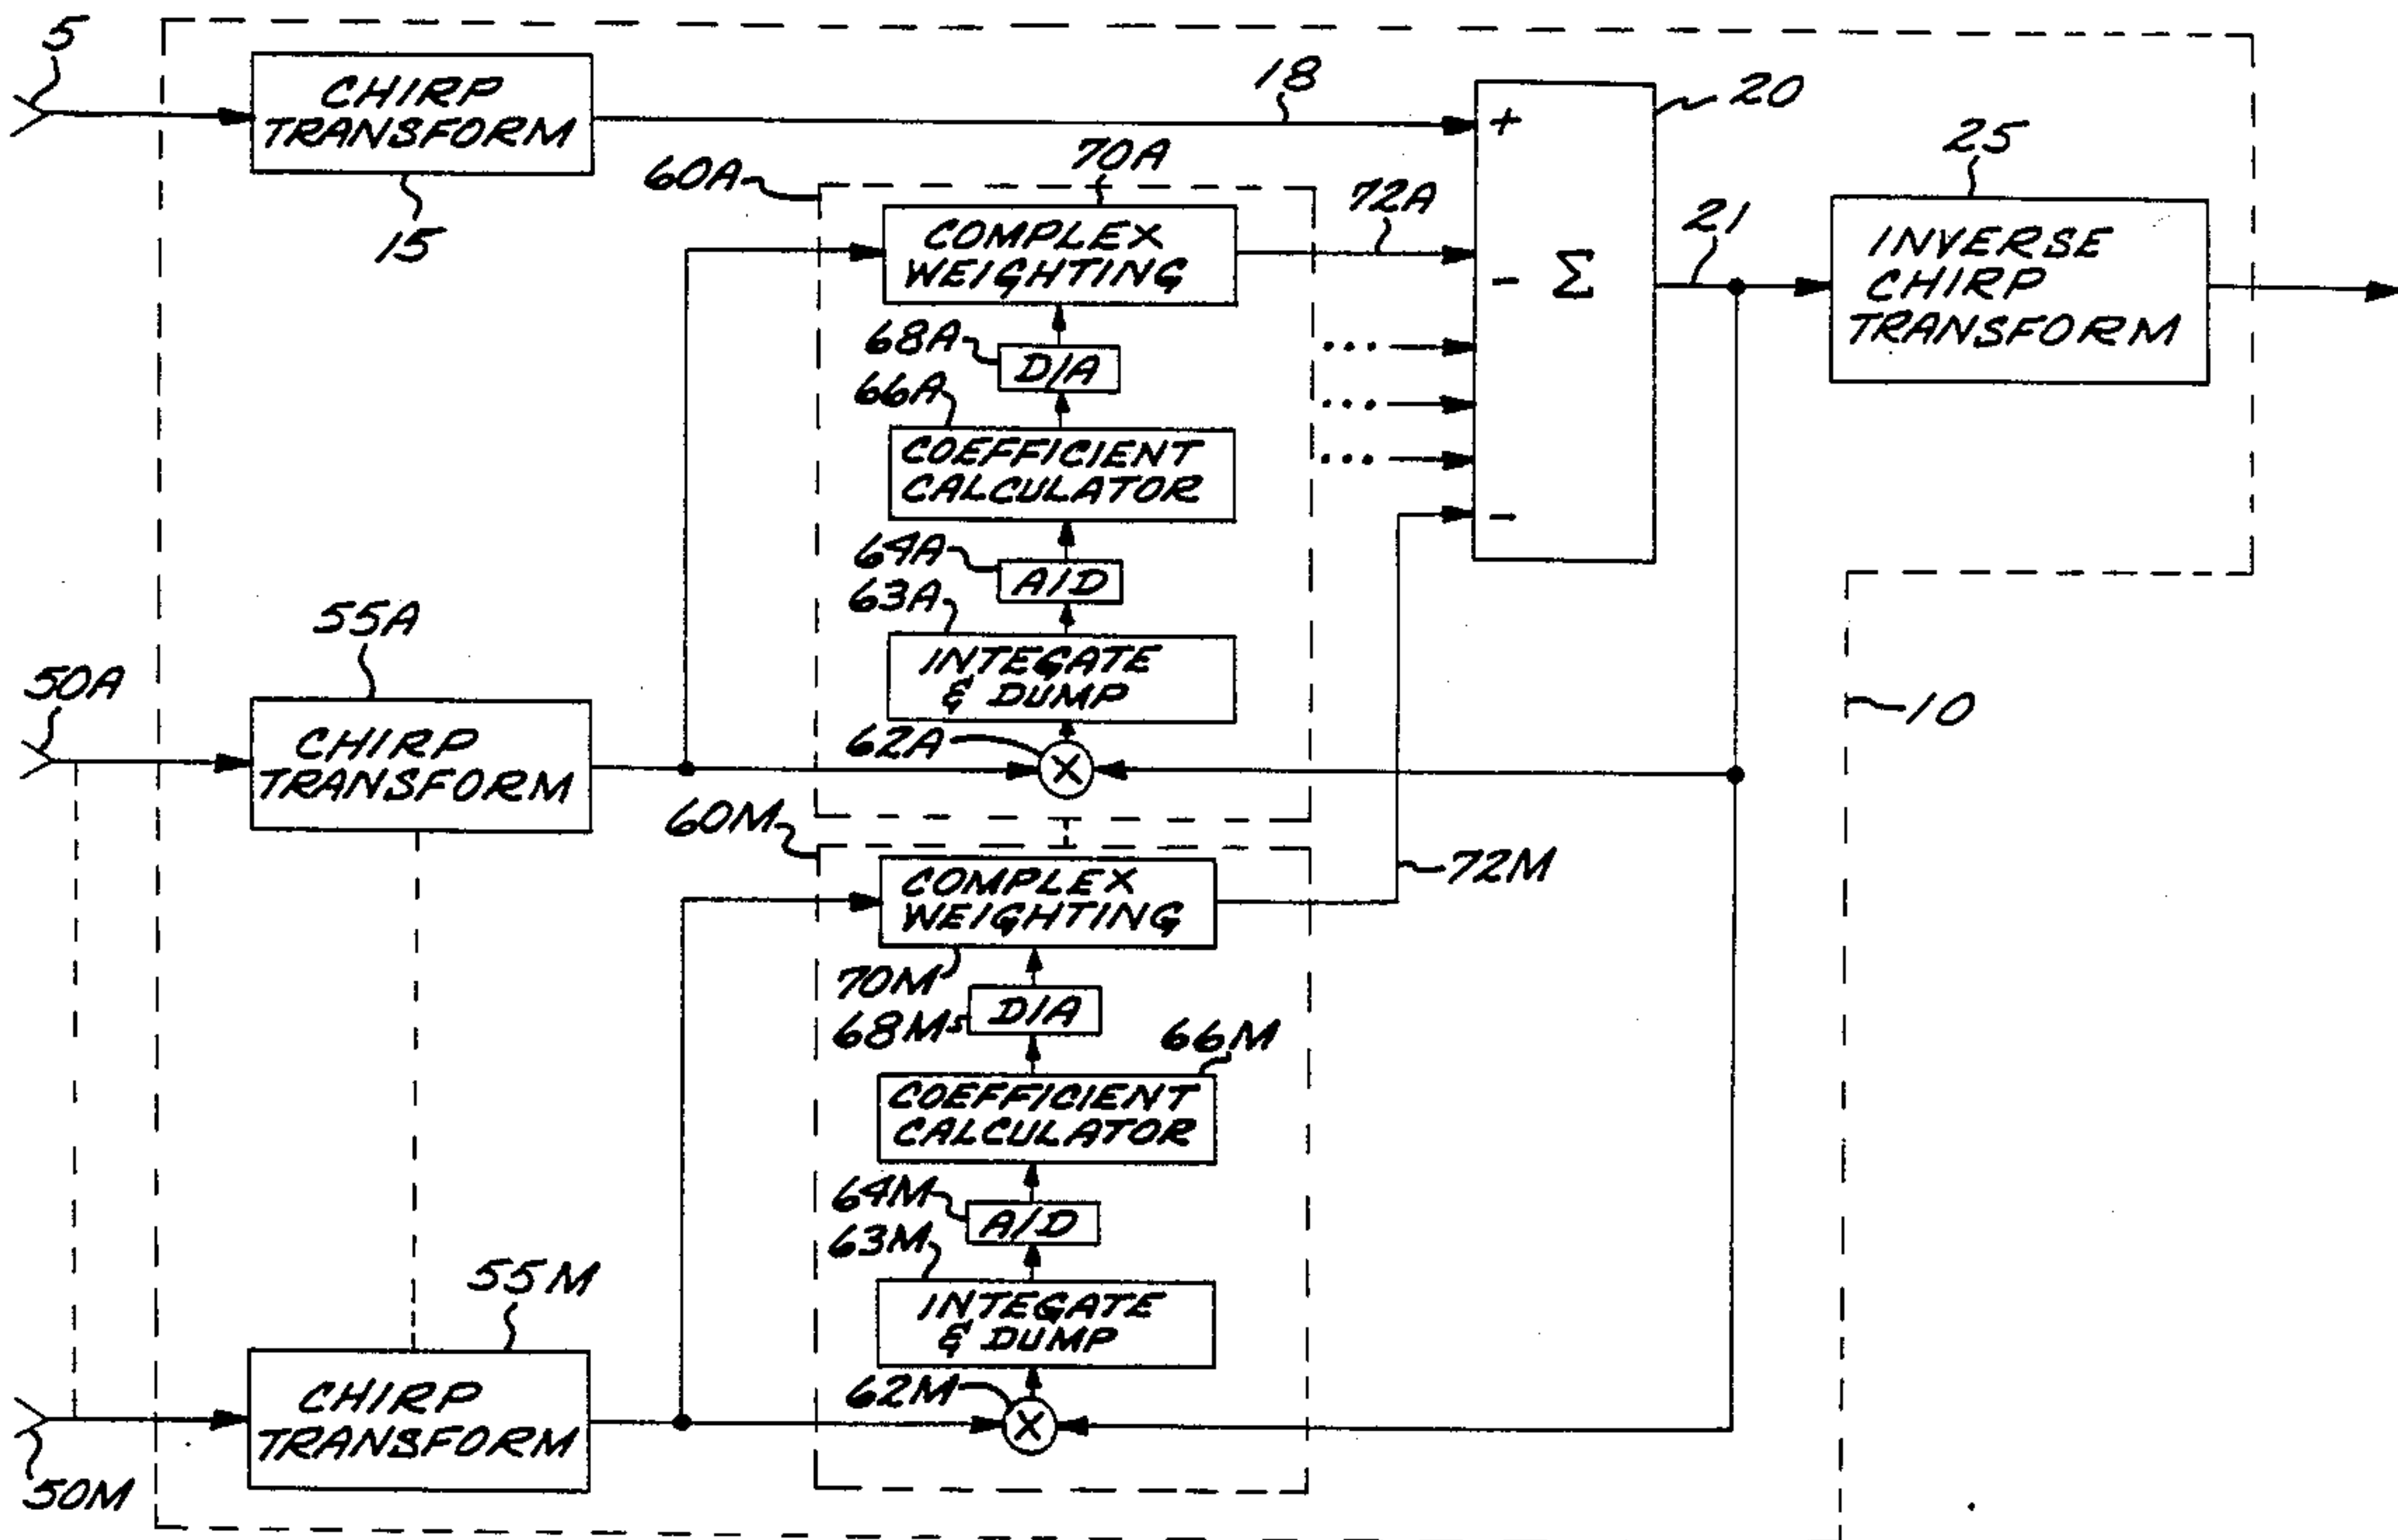 5
CHIRP
TRANSFORM
15
18
20
+
-
Σ
-
21
25
INVERSE
CHIRP
TRANSFORM
60A
70A
COMPLEX
WEIGHTING
72A
68A
D/A
...
66A
...
COEFFICIENT
CALCULATOR
...
64A
A/D
63A
INTEGATE
& DUMP
62A
X
10
50A
55A
CHIRP
TRANSFORM
60M
COMPLEX
WEIGHTING
72M
70M
68M
D/A
66M
COEFFICIENT
CALCULATOR
64M
A/D
63M
INTEGATE
& DUMP
62M
X
55M
CHIRP
TRANSFORM
50M